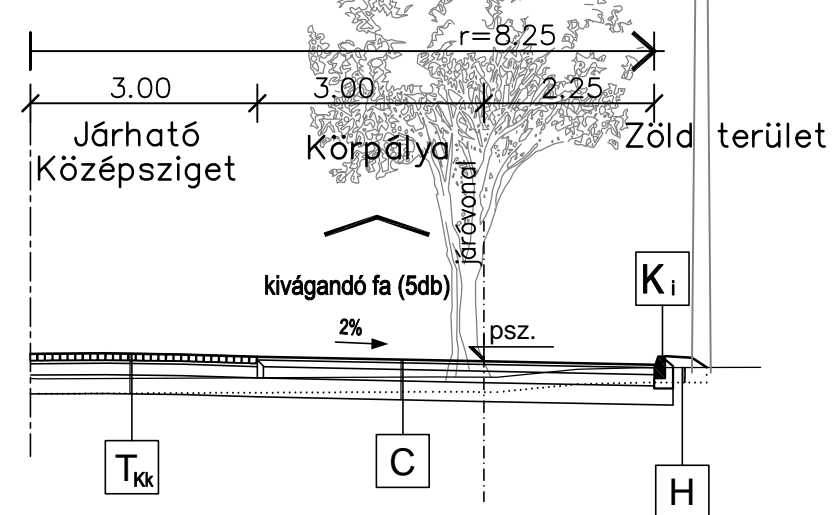 r=8.25
3.00 3.00 2.25
Járható
Középsziget
Körpálya
Zöld terület
járóvonal
kivágandó fa (5db)
Ki
2%
psz.
TKk
C
H